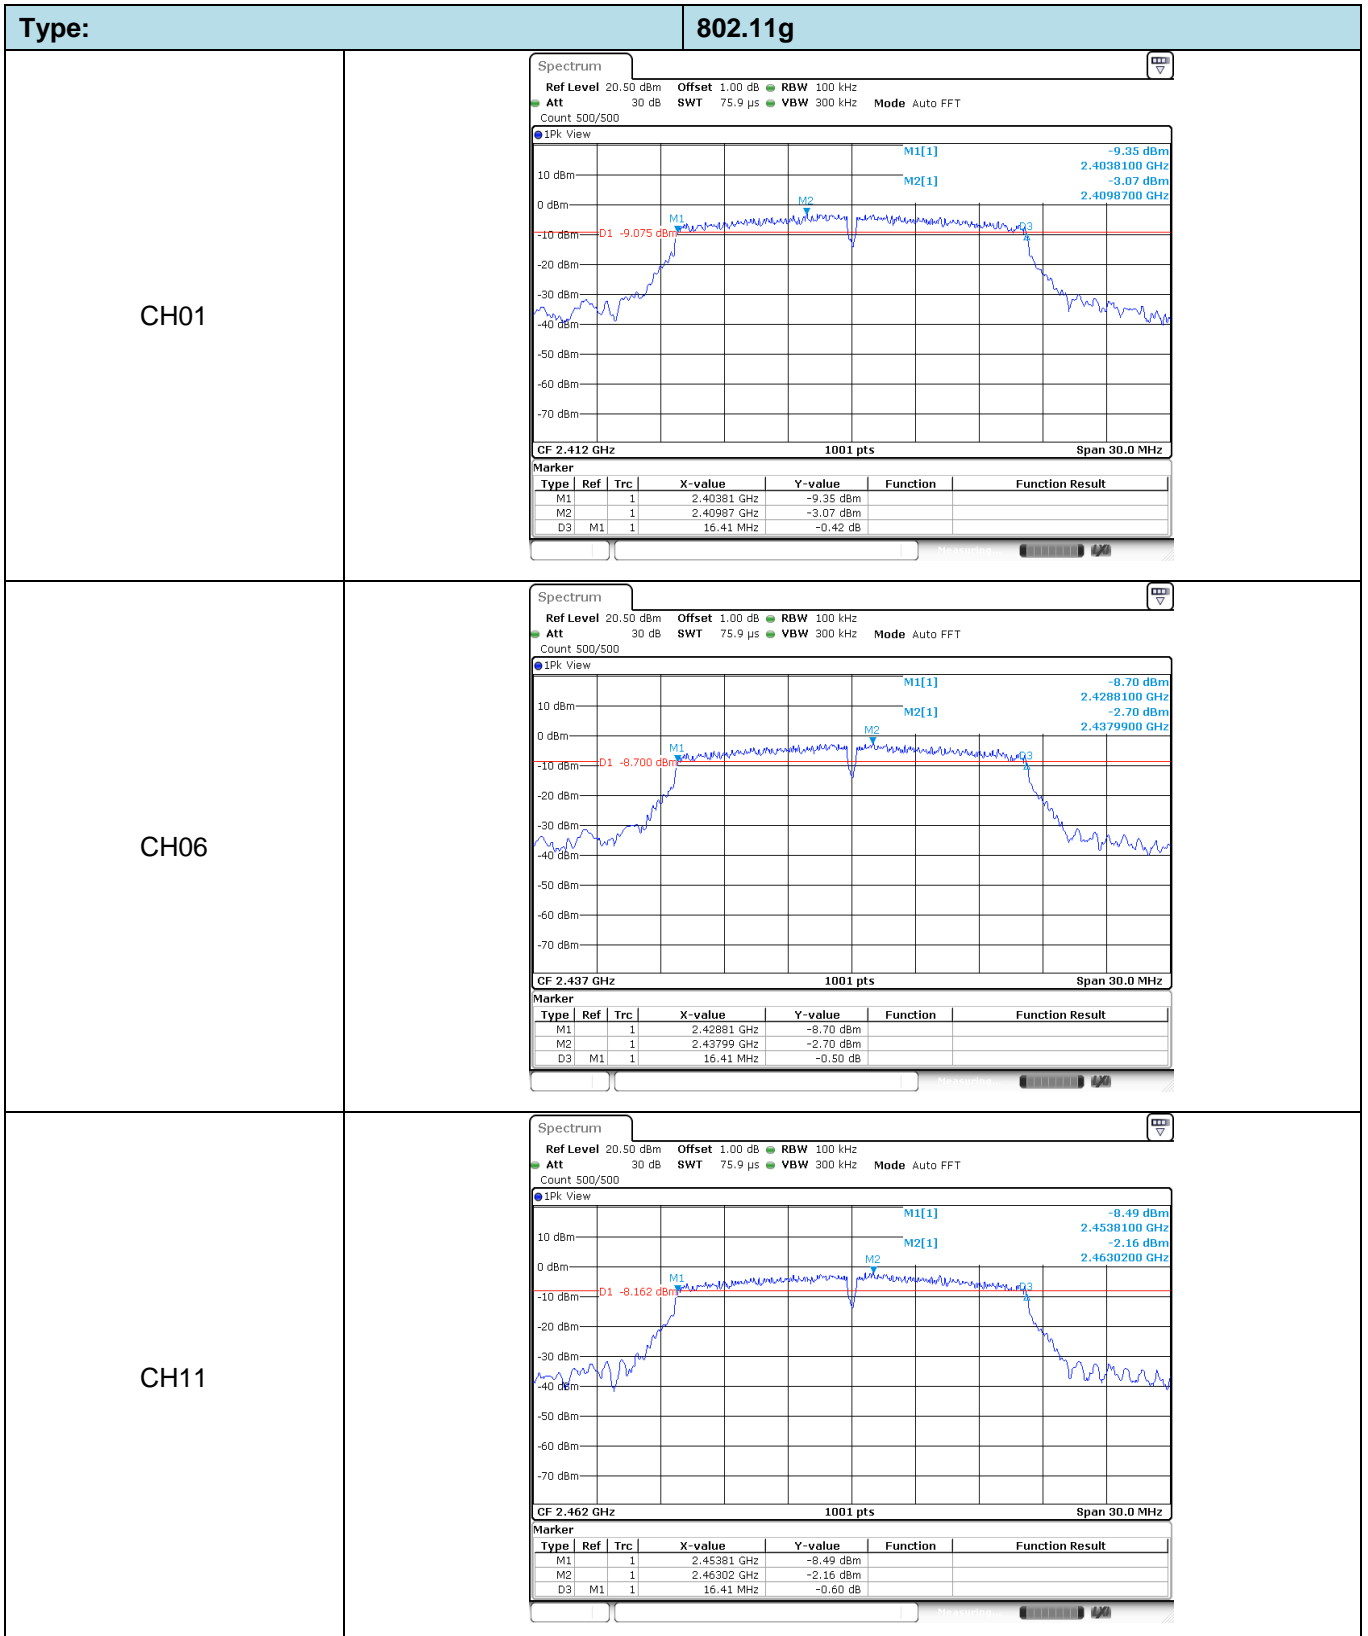 Type: 802.11g
CH01
Spectrum
Ref Level 20.50 dBm Offset 1.00 dB RBW 100 kHz
Att 30 dB SWT 75.9 µs VBW 300 kHz Mode Auto FFT
Count 500/500
1Pk View
M1[1] -9.35 dBm
2.4038100 GHz
10 dBm
M2[1] -3.07 dBm
2.4098700 GHz
0 dBm
M2
M1
D3
D1 -9.075 dBm
-10 dBm
-20 dBm
-30 dBm
-40 dBm
-50 dBm
-60 dBm
-70 dBm
CF 2.412 GHz 1001 pts Span 30.0 MHz
Marker
Type Ref Trc X-value Y-value Function Function Result
M1 1 2.40381 GHz -9.35 dBm
M2 1 2.40987 GHz -3.07 dBm
D3 M1 1 16.41 MHz -0.42 dB
Measuring LXI
CH06
Spectrum
Ref Level 20.50 dBm Offset 1.00 dB RBW 100 kHz
Att 30 dB SWT 75.9 µs VBW 300 kHz Mode Auto FFT
Count 500/500
1Pk View
M1[1] -8.70 dBm
2.4288100 GHz
10 dBm
M2[1] -2.70 dBm
2.4379900 GHz
0 dBm
M2
M1
D3
D1 -8.700 dBm
-10 dBm
-20 dBm
-30 dBm
-40 dBm
-50 dBm
-60 dBm
-70 dBm
CF 2.437 GHz 1001 pts Span 30.0 MHz
Marker
Type Ref Trc X-value Y-value Function Function Result
M1 1 2.42881 GHz -8.70 dBm
M2 1 2.43799 GHz -2.70 dBm
D3 M1 1 16.41 MHz -0.50 dB
Measuring LXI
CH11
Spectrum
Ref Level 20.50 dBm Offset 1.00 dB RBW 100 kHz
Att 30 dB SWT 75.9 µs VBW 300 kHz Mode Auto FFT
Count 500/500
1Pk View
M1[1] -8.49 dBm
2.4538100 GHz
10 dBm
M2[1] -2.16 dBm
2.4630200 GHz
0 dBm
M2
M1
D3
D1 -8.162 dBm
-10 dBm
-20 dBm
-30 dBm
-40 dBm
-50 dBm
-60 dBm
-70 dBm
CF 2.462 GHz 1001 pts Span 30.0 MHz
Marker
Type Ref Trc X-value Y-value Function Function Result
M1 1 2.45381 GHz -8.49 dBm
M2 1 2.46302 GHz -2.16 dBm
D3 M1 1 16.41 MHz -0.60 dB
Measuring LXI